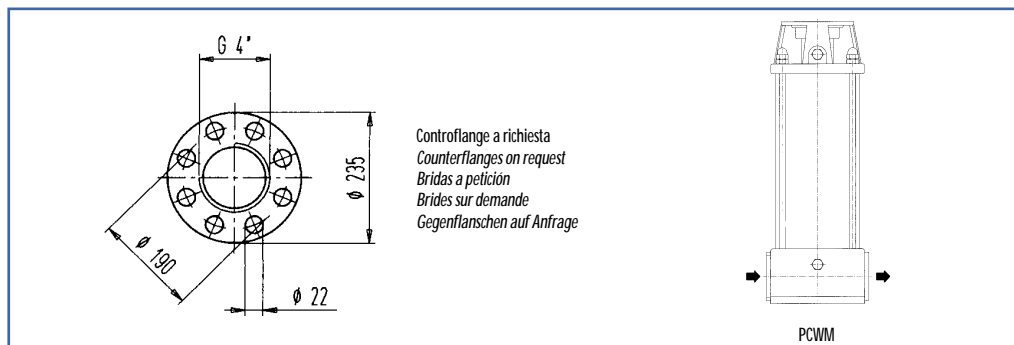 G 4"
ø 235
ø 190
ø 22
Controflange a richiesta
Counterflanges on request
Bridas a petición
Brides sur demande
Gegenflanschen auf Anfrage
PCWM